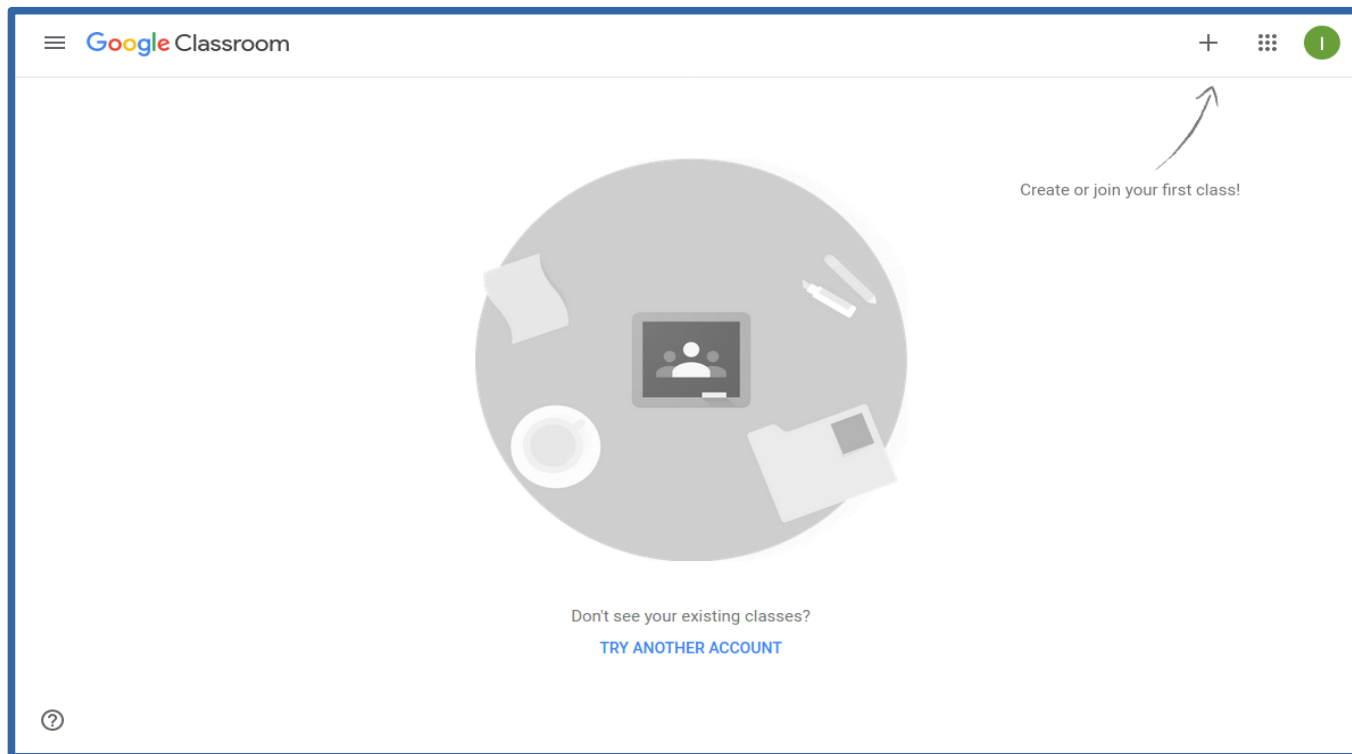 Google Classroom
I
Create or join your first class!
Don't see your existing classes?
TRY ANOTHER ACCOUNT
?